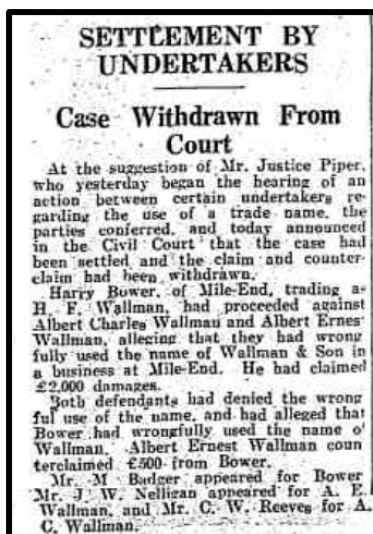 SETTLEMENT BY
UNDERTAKERS
Case Withdrawn From
Court
At the suggestion of Mr. Justice Piper,
who yesterday began the hearing of an
action between certain undertakers re-
garding the use of a trade name, the
parties conferred, and today announced
in the Civil Court that the case had
been settled and the claim and counter-
claim had been withdrawn.
Harry Bower, of Mile-End, trading a-
H. F. Wallman, had proceeded against
Albert Charles Wallman and Albert Ernes
Wallman, alleging that they had wrong
fully used the name of Wallman & Son in
a business at Mile-End. He had claimed
£2,000 damages.
Both defendants had denied the wrong
ful use of the name, and had alleged that
Bower had wrongfully used the name o
Wallman. Albert Ernest Wallman coun
terclaimed £500 from Bower.
Mr. M Badger appeared for Bower
Mr. J. W. Nelligan appeared for A. E.
Wallman, and Mr. C. W. Reeves for A.
C. Wallman.